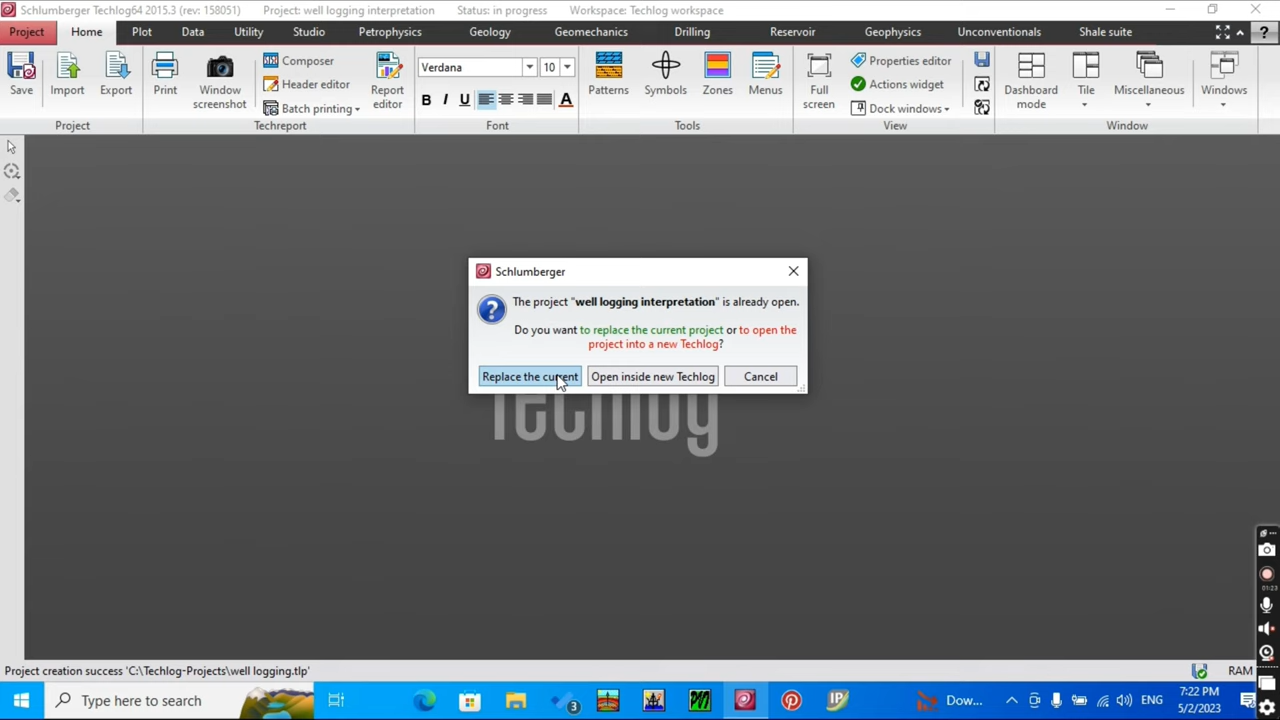 Schlumberger Techlog64 2015.3 (rev: 158051) Project: well logging interpretation Status: in progress Workspace: Techlog workspace
Project Home Plot Data Utility Studio Petrophysics Geology Geomechanics Drilling Reservoir Geophysics Unconventionals Shale suite
Save
Import
Export
Project
Print
Window
screenshot
Composer
Header editor
Batch printing
Report
editor
Techreport
Verdana 10
B I U A
Font
Patterns
Symbols
Zones
Menus
Tools
Full
screen
Properties editor
Actions widget
Dock windows
View
Dashboard
mode
Tile
Miscellaneous
Windows
Window
Schlumberger
The project "well logging interpretation" is already open.
Do you want to replace the current project or to open the
project into a new Techlog?
Replace the current Open inside new Techlog Cancel
Techlog
01:23
Project creation success 'C:\Techlog-Projects\well logging.tlp' RAM
Type here to search
3
IP
Dow...
ENG
7:22 PM
5/2/2023